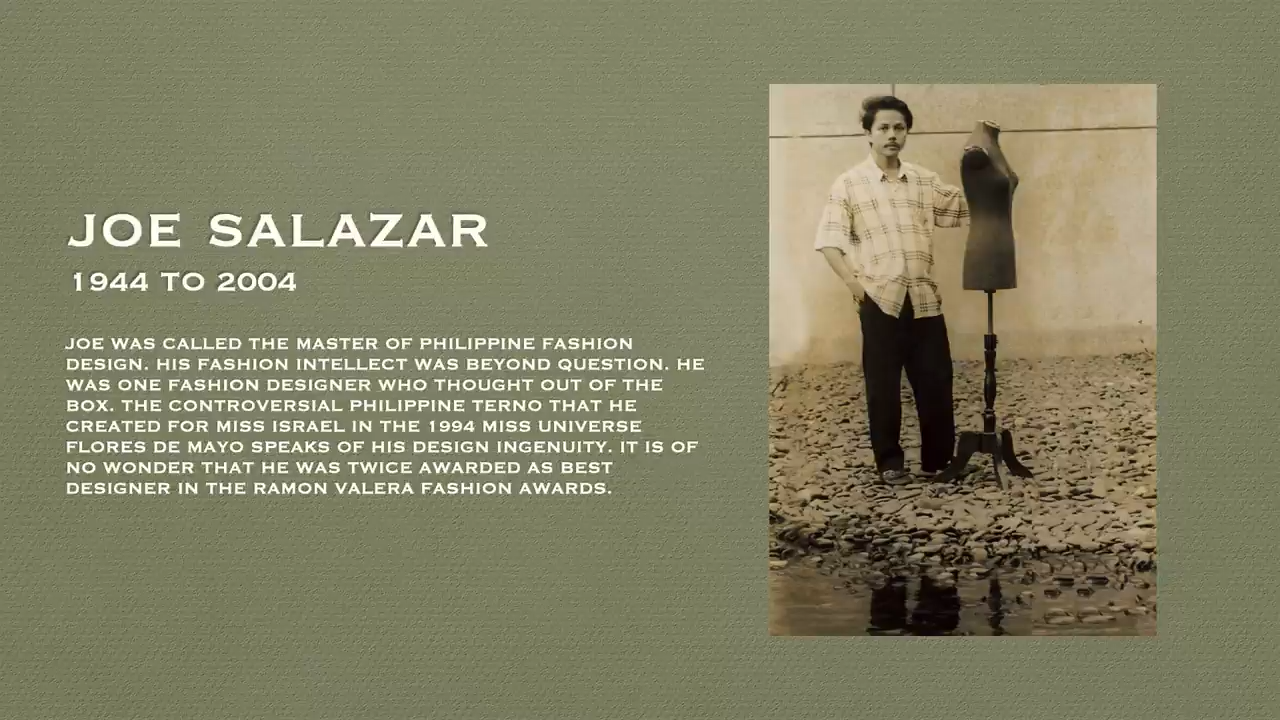 JOE SALAZAR
1944 TO 2004
JOE WAS CALLED THE MASTER OF PHILIPPINE FASHION
DESIGN. HIS FASHION INTELLECT WAS BEYOND QUESTION. HE
WAS ONE FASHION DESIGNER WHO THOUGHT OUT OF THE
BOX. THE CONTROVERSIAL PHILIPPINE TERNO THAT HE
CREATED FOR MISS ISRAEL IN THE 1994 MISS UNIVERSE
FLORES DE MAYO SPEAKS OF HIS DESIGN INGENUITY. IT IS OF
NO WONDER THAT HE WAS TWICE AWARDED AS BEST
DESIGNER IN THE RAMON VALERA FASHION AWARDS.